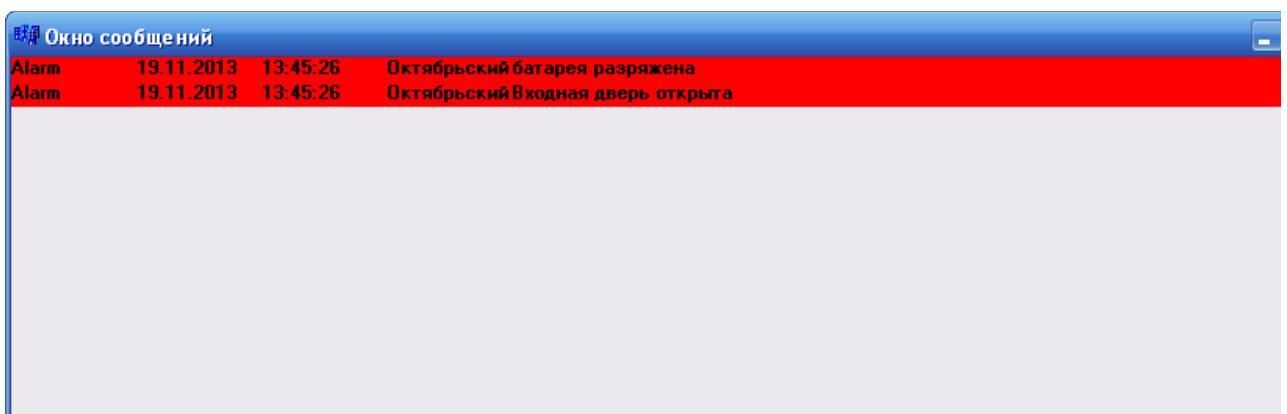 Окно сообщений
Alarm 19.11.2013 13:45:26 Октябрьский батарея разряжена
Alarm 19.11.2013 13:45:26 Октябрьский Входная дверь открыта